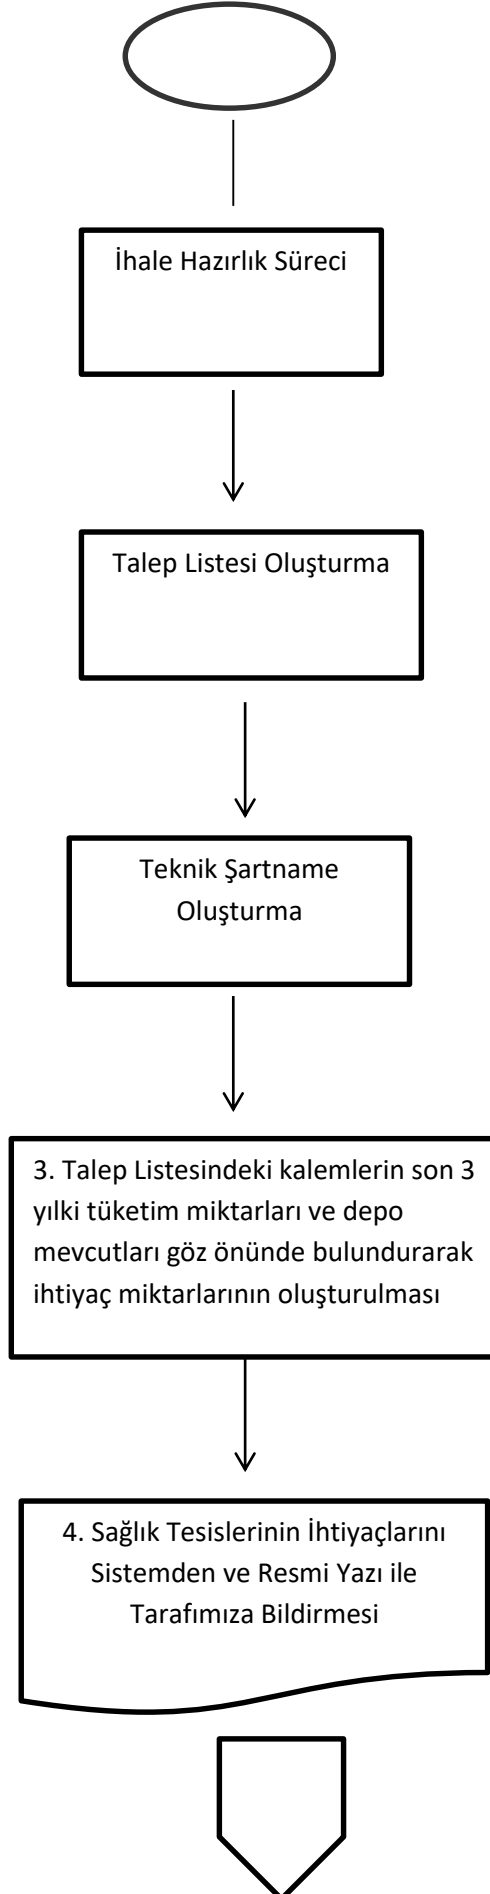 İhale Hazırlık Süreci
Talep Listesi Oluşturma
Teknik Şartname
Oluşturma
3. Talep Listesindeki kalemlerin son 3
yılki tüketim miktarları ve depo
mevcutları göz önünde bulundurarak
ihtiyaç miktarlarının oluşturulması
4. Sağlık Tesislerinin İhtiyaçlarını
Sistemden ve Resmi Yazı ile
Tarafımıza Bildirmesi